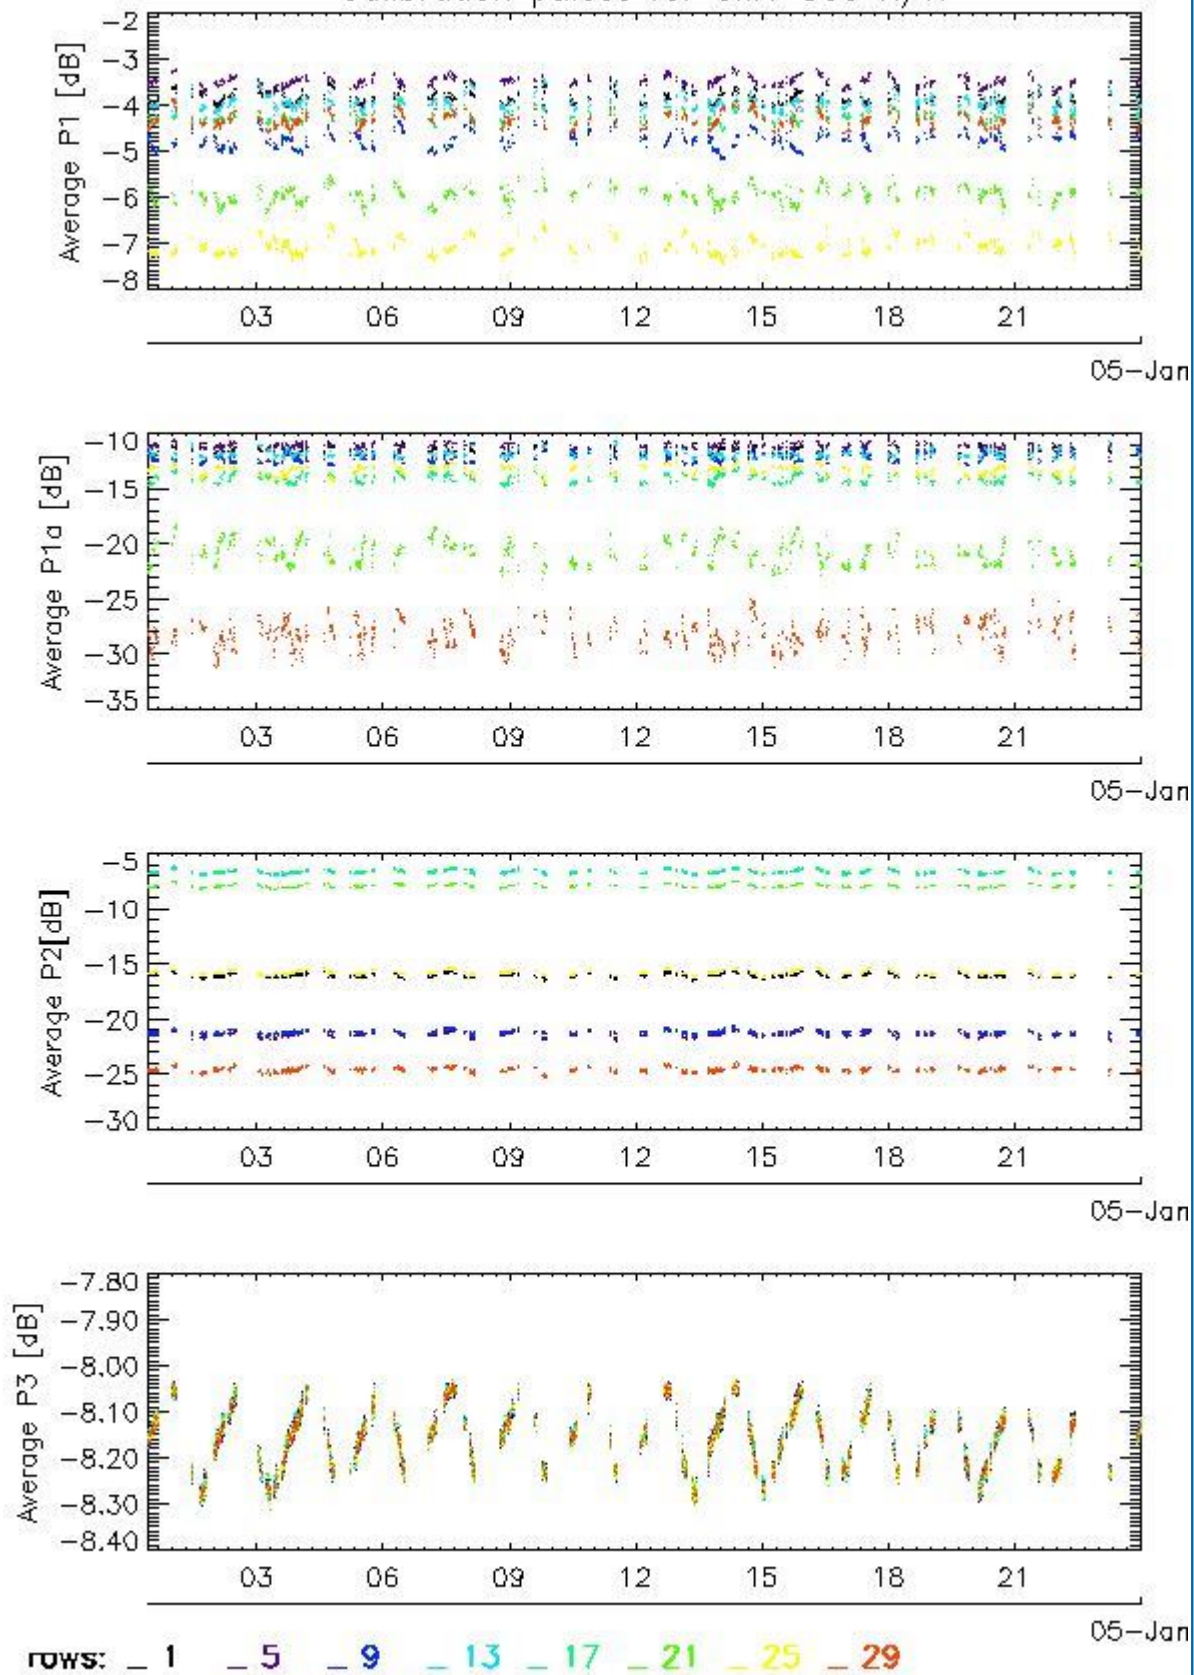 -2
-3
-4
-5
-6
-7
-8
Average P1 [dB]
03 06 09 12 15 18 21
05-Jan
-10
-15
-20
-25
-30
-35
Average P1a [dB]
03 06 09 12 15 18 21
05-Jan
-5
-10
-15
-20
-25
-30
Average P2[dB]
03 06 09 12 15 18 21
05-Jan
-7.80
-7.90
-8.00
-8.10
-8.20
-8.30
-8.40
Average P3 [dB]
03 06 09 12 15 18 21
05-Jan
rows: _ 1 _ 5 _ 9 _ 13 _ 17 _ 21 _ 25 _ 29